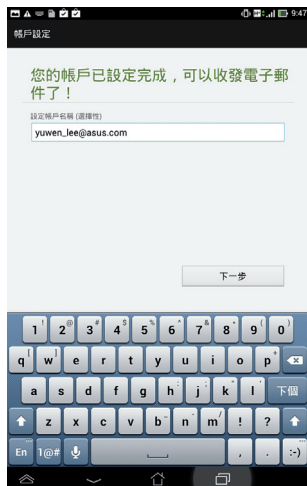 9:47
帳戶設定
您的帳戶已設定完成，可以收發電子郵
件了！
設定帳戶名稱 (選擇性)
yuwen_lee@asus.com
下一步
1 2 @ 3 # 4 $ 5 % 6 ^ 7 & 8 * 9 ( 0 )
q [ w ] e r t y u i o p +
a s d f g h : j ; k " l ' 下個
z x c v b - n _ m / ! ? 
En 1@# , . :-)